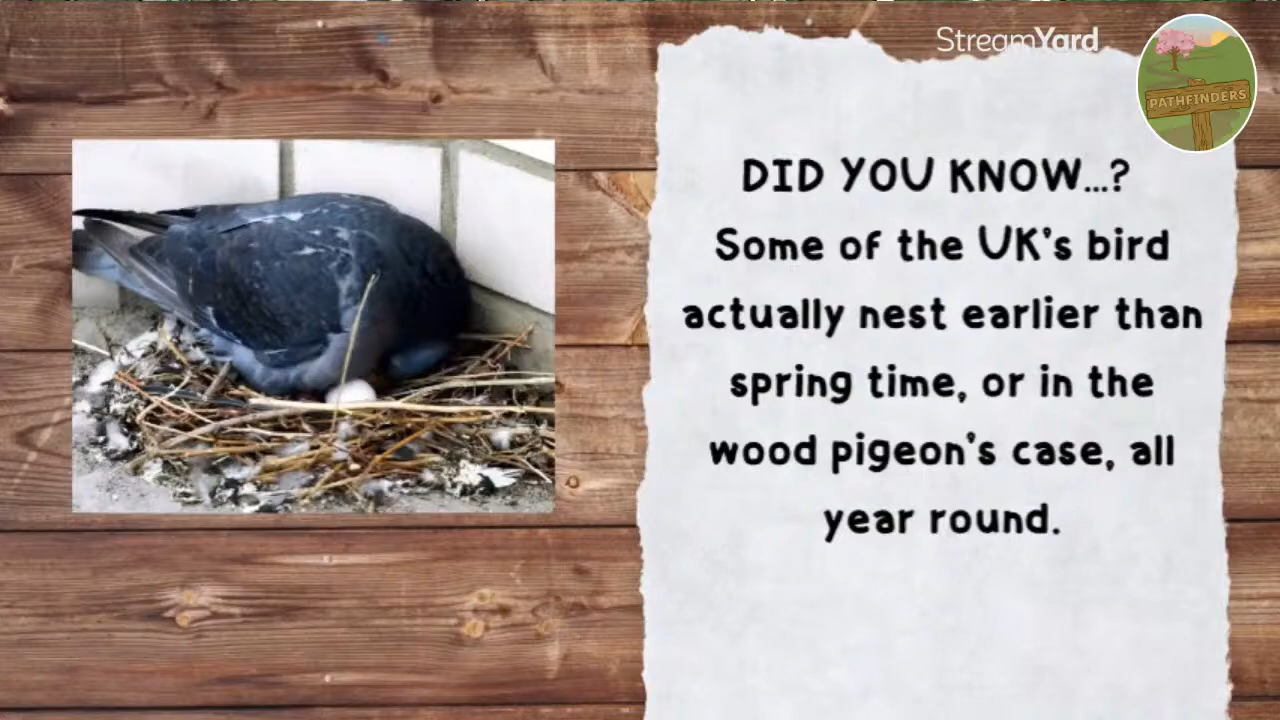 StreamYard
PATHFINDERS
DID YOU KNOW...?
Some of the UK's bird
actually nest earlier than
spring time, or in the
wood pigeon's case, all
year round.